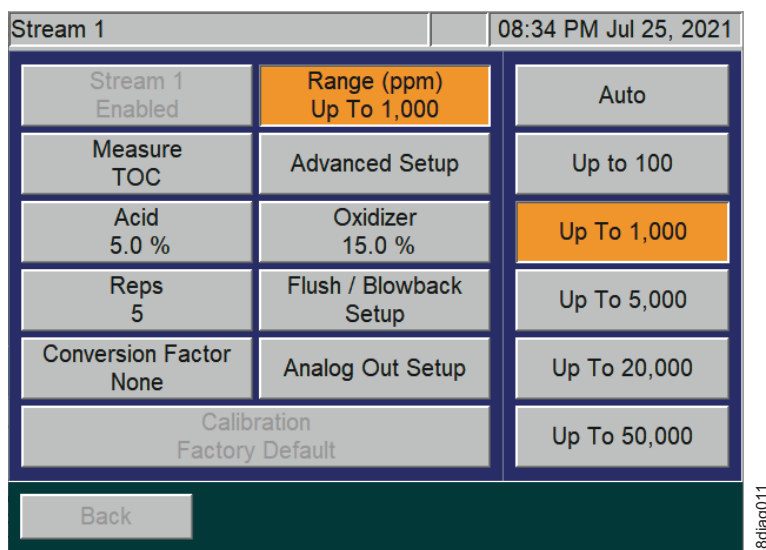 Stream 1
08:34 PM Jul 25, 2021
Stream 1
Enabled
Range (ppm)
Up To 1,000
Auto
Measure
TOC
Advanced Setup
Up to 100
Acid
5.0 %
Oxidizer
15.0 %
Up To 1,000
Reps
5
Flush / Blowback
Setup
Up To 5,000
Conversion Factor
None
Analog Out Setup
Up To 20,000
Calibration
Factory Default
Up To 50,000
Back
8diag011